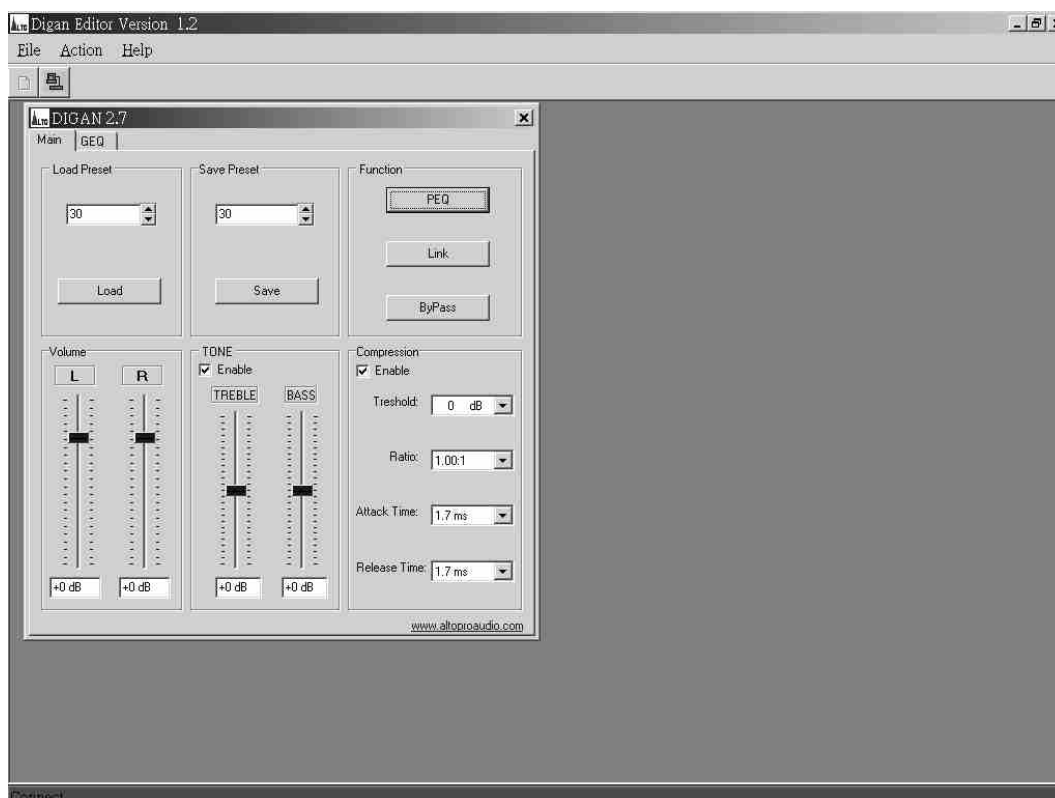 Digan Editor Version 1.2
File Action Help
DIGAN 2.7
Main GEQ
Load Preset
30
Load
Save Preset
30
Save
Function
PEQ
Link
ByPass
Volume
L R
+0 dB +0 dB
TONE
Enable
TREBLE BASS
+0 dB +0 dB
Compression
Enable
Treshold: 0 dB
Ratio: 1.00:1
Attack Time: 1.7 ms
Release Time: 1.7 ms
www.altoproaudio.com
Connect